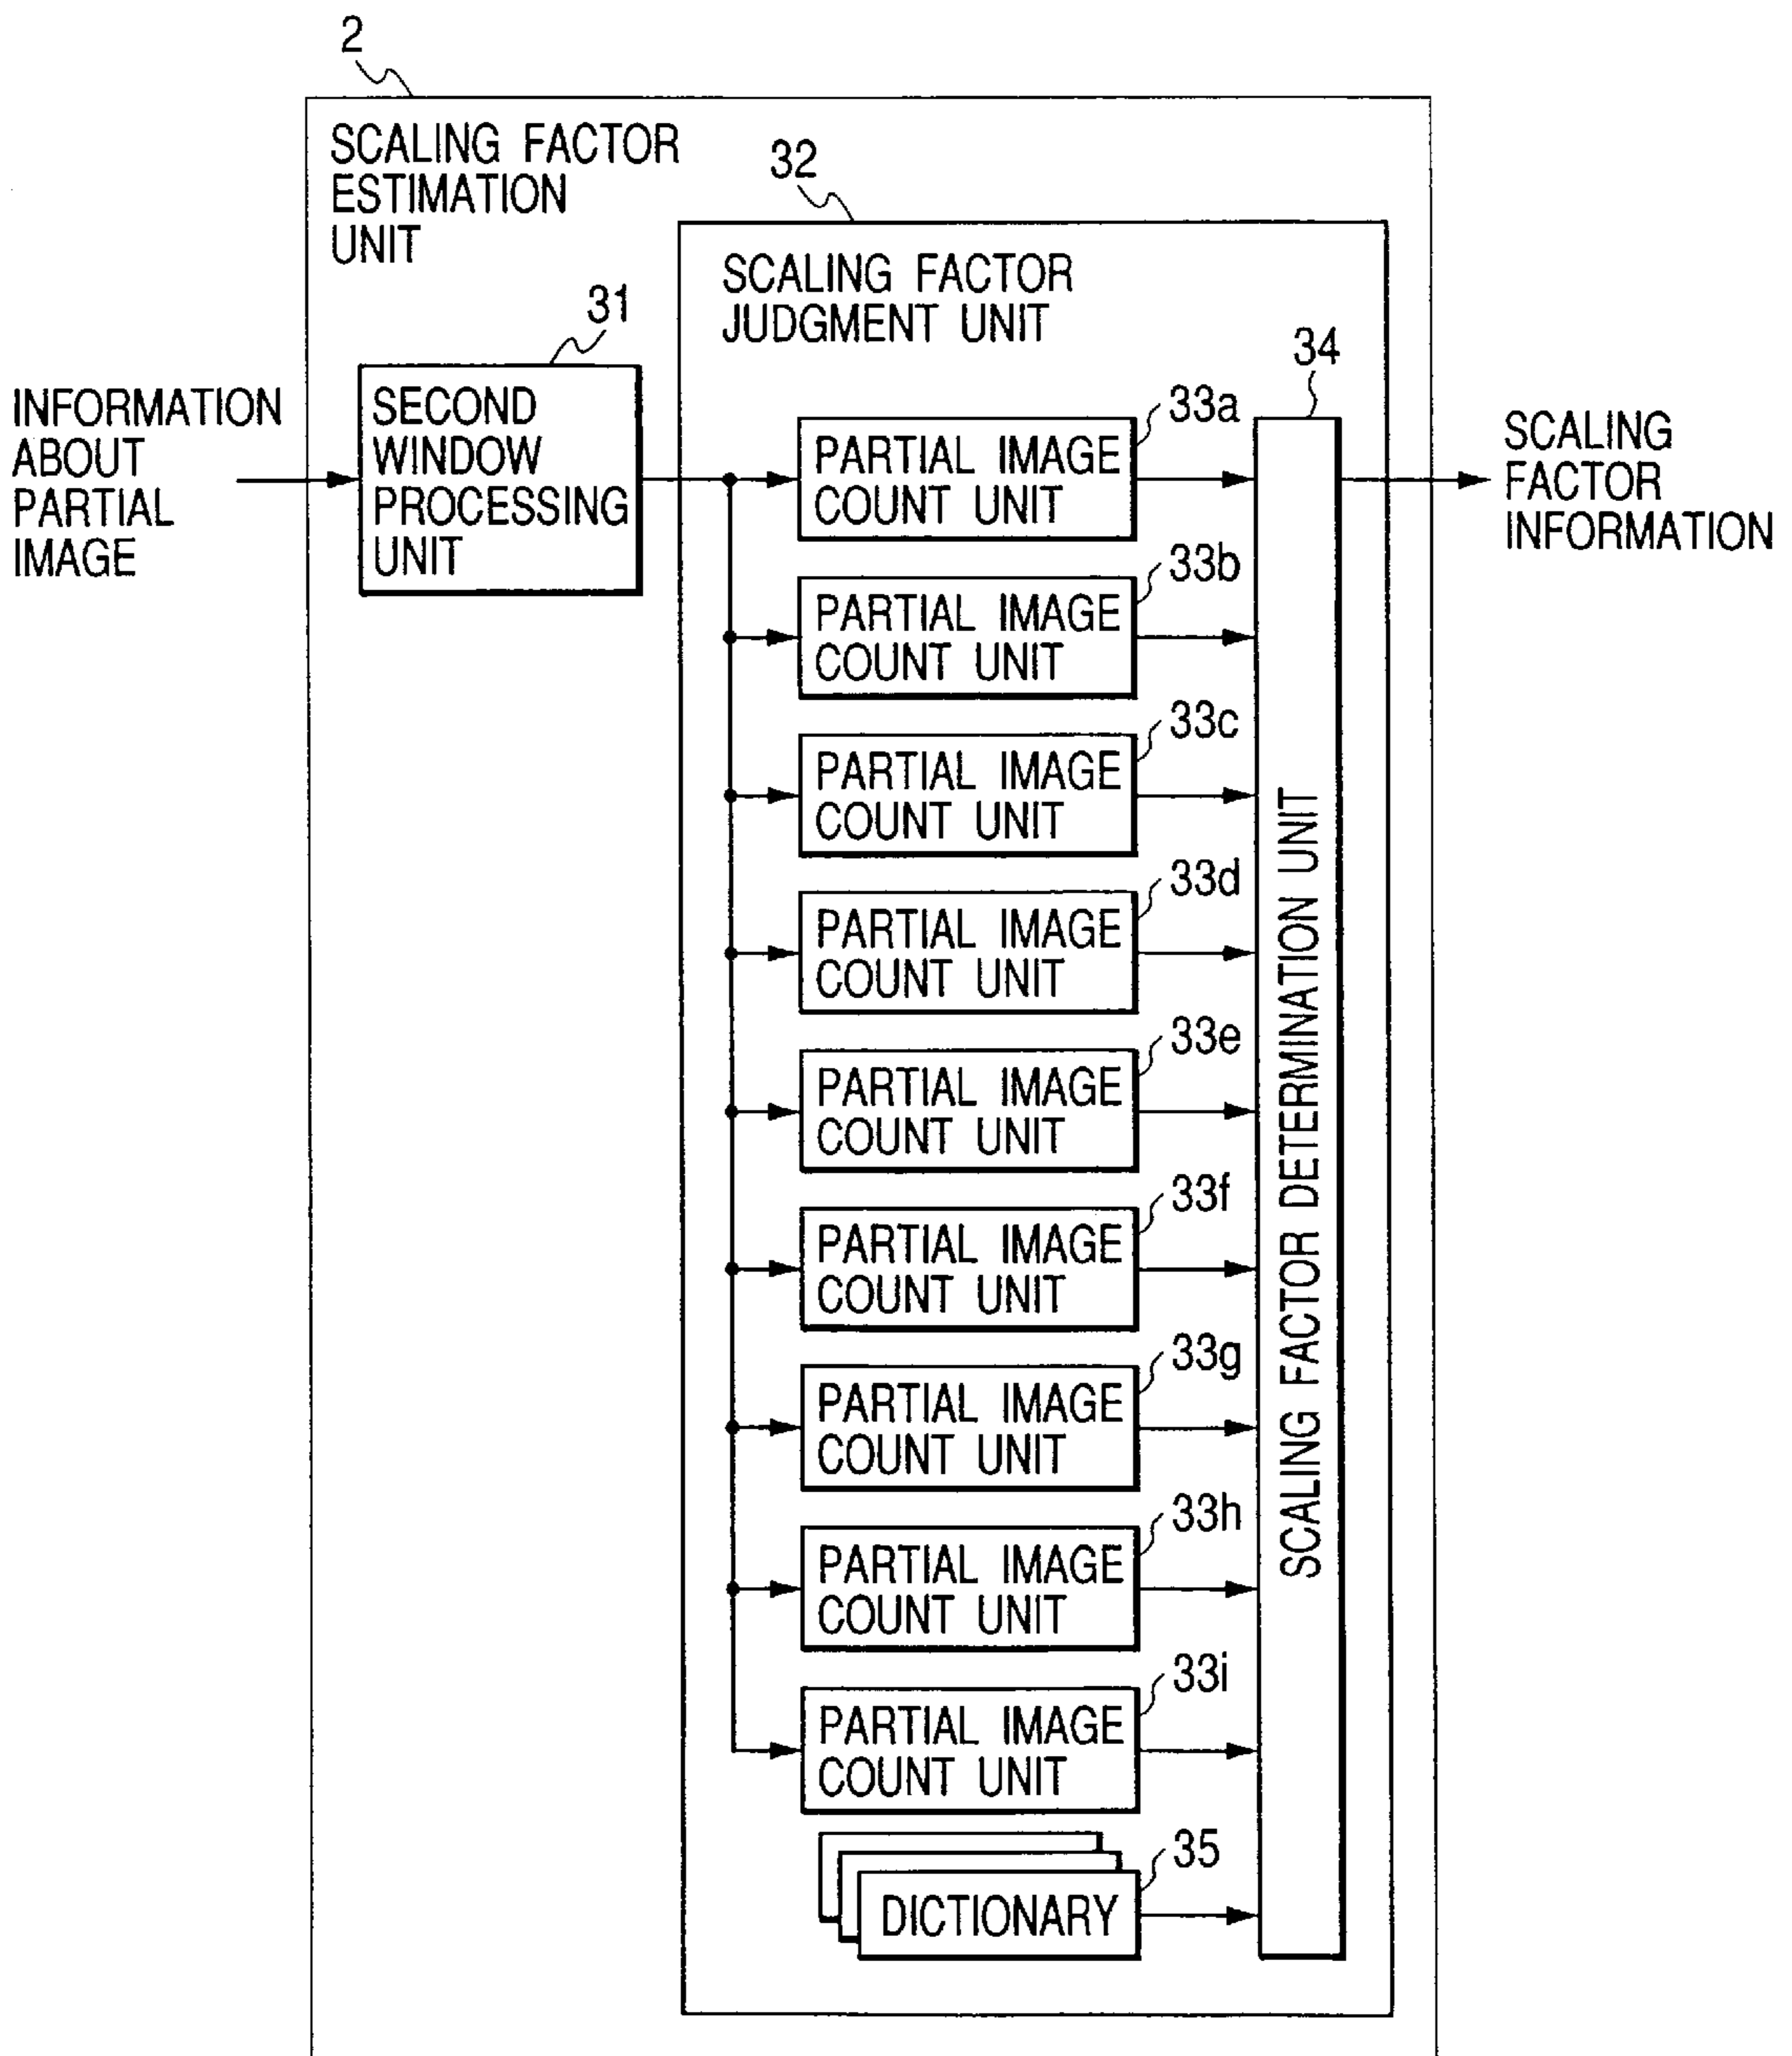 2
SCALING FACTOR
ESTIMATION
UNIT
32
SCALING FACTOR
JUDGMENT UNIT
31
34
INFORMATION
ABOUT
PARTIAL
IMAGE
SECOND
WINDOW
PROCESSING
UNIT
33a
PARTIAL IMAGE
COUNT UNIT
SCALING
FACTOR
INFORMATION
33b
PARTIAL IMAGE
COUNT UNIT
33c
PARTIAL IMAGE
COUNT UNIT
33d
PARTIAL IMAGE
COUNT UNIT
33e
PARTIAL IMAGE
COUNT UNIT
33f
PARTIAL IMAGE
COUNT UNIT
33g
PARTIAL IMAGE
COUNT UNIT
33h
PARTIAL IMAGE
COUNT UNIT
33i
PARTIAL IMAGE
COUNT UNIT
SCALING FACTOR DETERMINATION UNIT
35
DICTIONARY